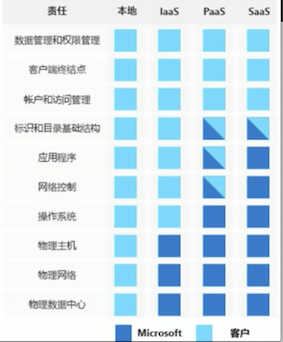 责任 本地 IaaS PaaS SaaS
数据管理和权限管理
客户端终结点
帐户和访问管理
标识和目录基础结构
应用程序
网络控制
操作系统
物理主机
物理网络
物理数据中心
Microsoft 客户